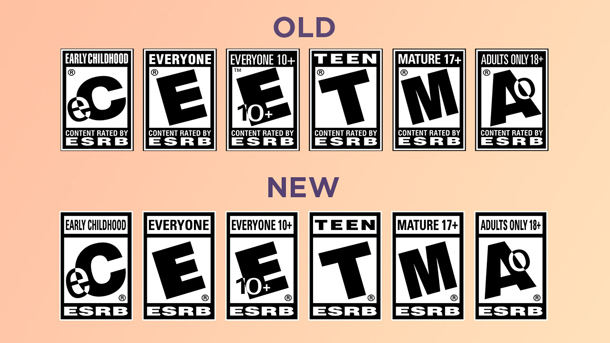 OLD
EARLY CHILDHOOD EVERYONE EVERYONE 10+ TEEN MATURE 17+ ADULTS ONLY 18+
® ® ™ ® ® ®
eC E E 10+ T M AO
CONTENT RATED BY CONTENT RATED BY CONTENT RATED BY CONTENT RATED BY CONTENT RATED BY CONTENT RATED BY
ESRB ESRB ESRB ESRB ESRB ESRB
NEW
EARLY CHILDHOOD EVERYONE EVERYONE 10+ TEEN MATURE 17+ ADULTS ONLY 18+
eC E E 10+ T M AO
® ® ® ® ® ®
ESRB ESRB ESRB ESRB ESRB ESRB